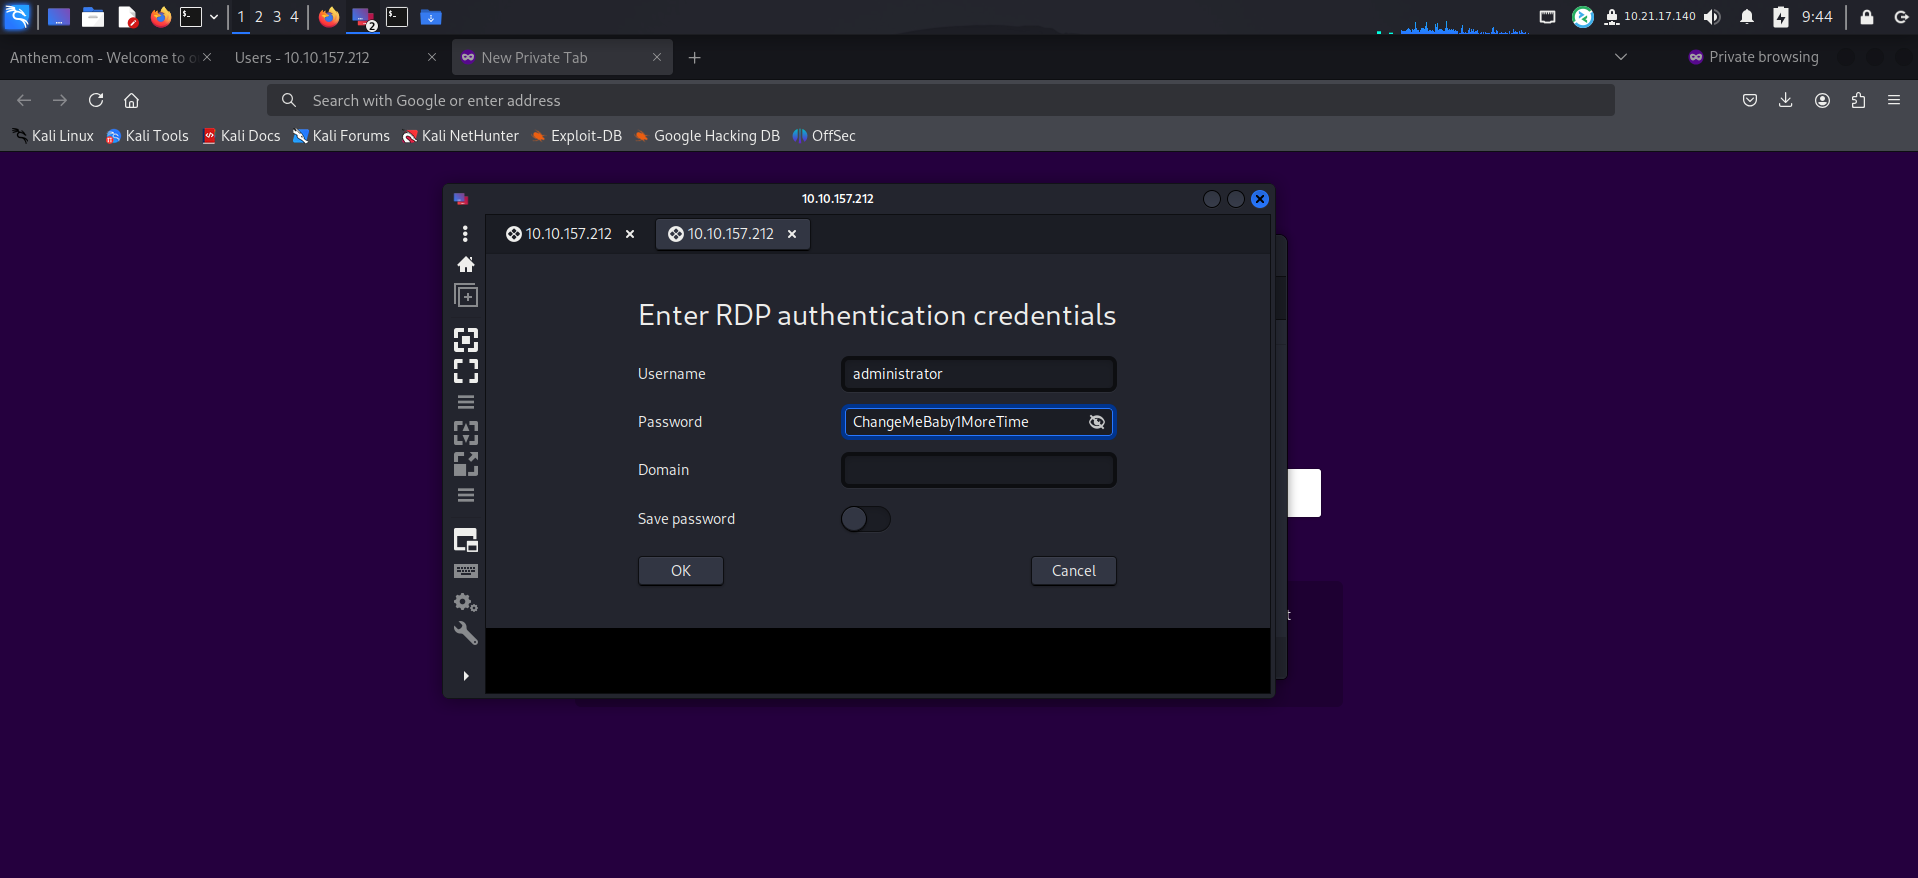 1 2 3 4 2 10.21.17.140 9:44
Anthem.com - Welcome to o Users - 10.10.157.212 New Private Tab Private browsing
Search with Google or enter address
Kali Linux Kali Tools Kali Docs Kali Forums Kali NetHunter Exploit-DB Google Hacking DB OffSec
10.10.157.212
10.10.157.212 10.10.157.212
Enter RDP authentication credentials
Username administrator
Password ChangeMeBaby1MoreTime
Domain
Save password
OK Cancel
t